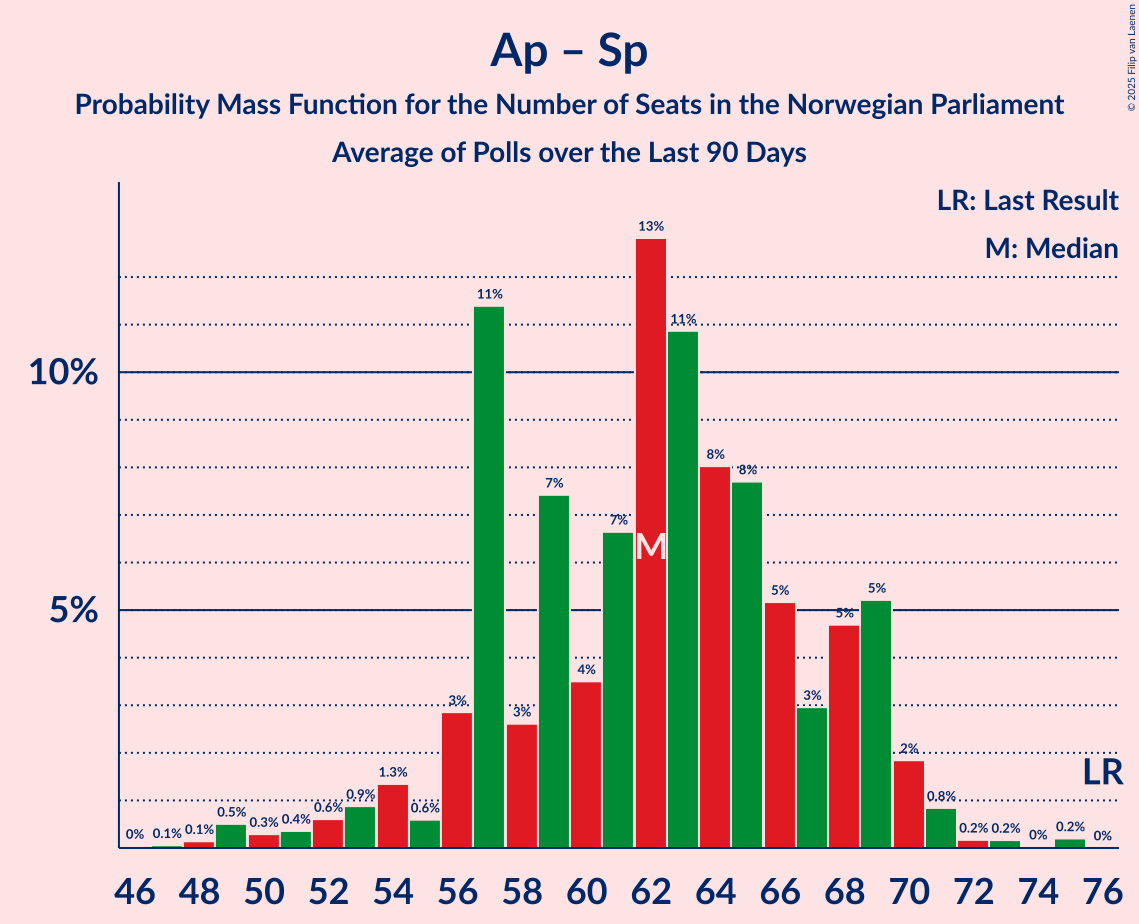 Ap – Sp
Probability Mass Function for the Number of Seats in the Norwegian Parliament
Average of Polls over the Last 90 Days
© 2025 Filip van Laenen
LR: Last Result
M: Median
10%
5%
0% 0.1% 0.1% 0.5% 0.3% 0.4% 0.6% 0.9% 1.3% 0.6% 3% 11% 3% 7% 4% 7% 13% 11% 8% 8% 5% 3% 5% 5% 2% 0.8% 0.2% 0.2% 0% 0.2% 0%
M
LR
46 48 50 52 54 56 58 60 62 64 66 68 70 72 74 76